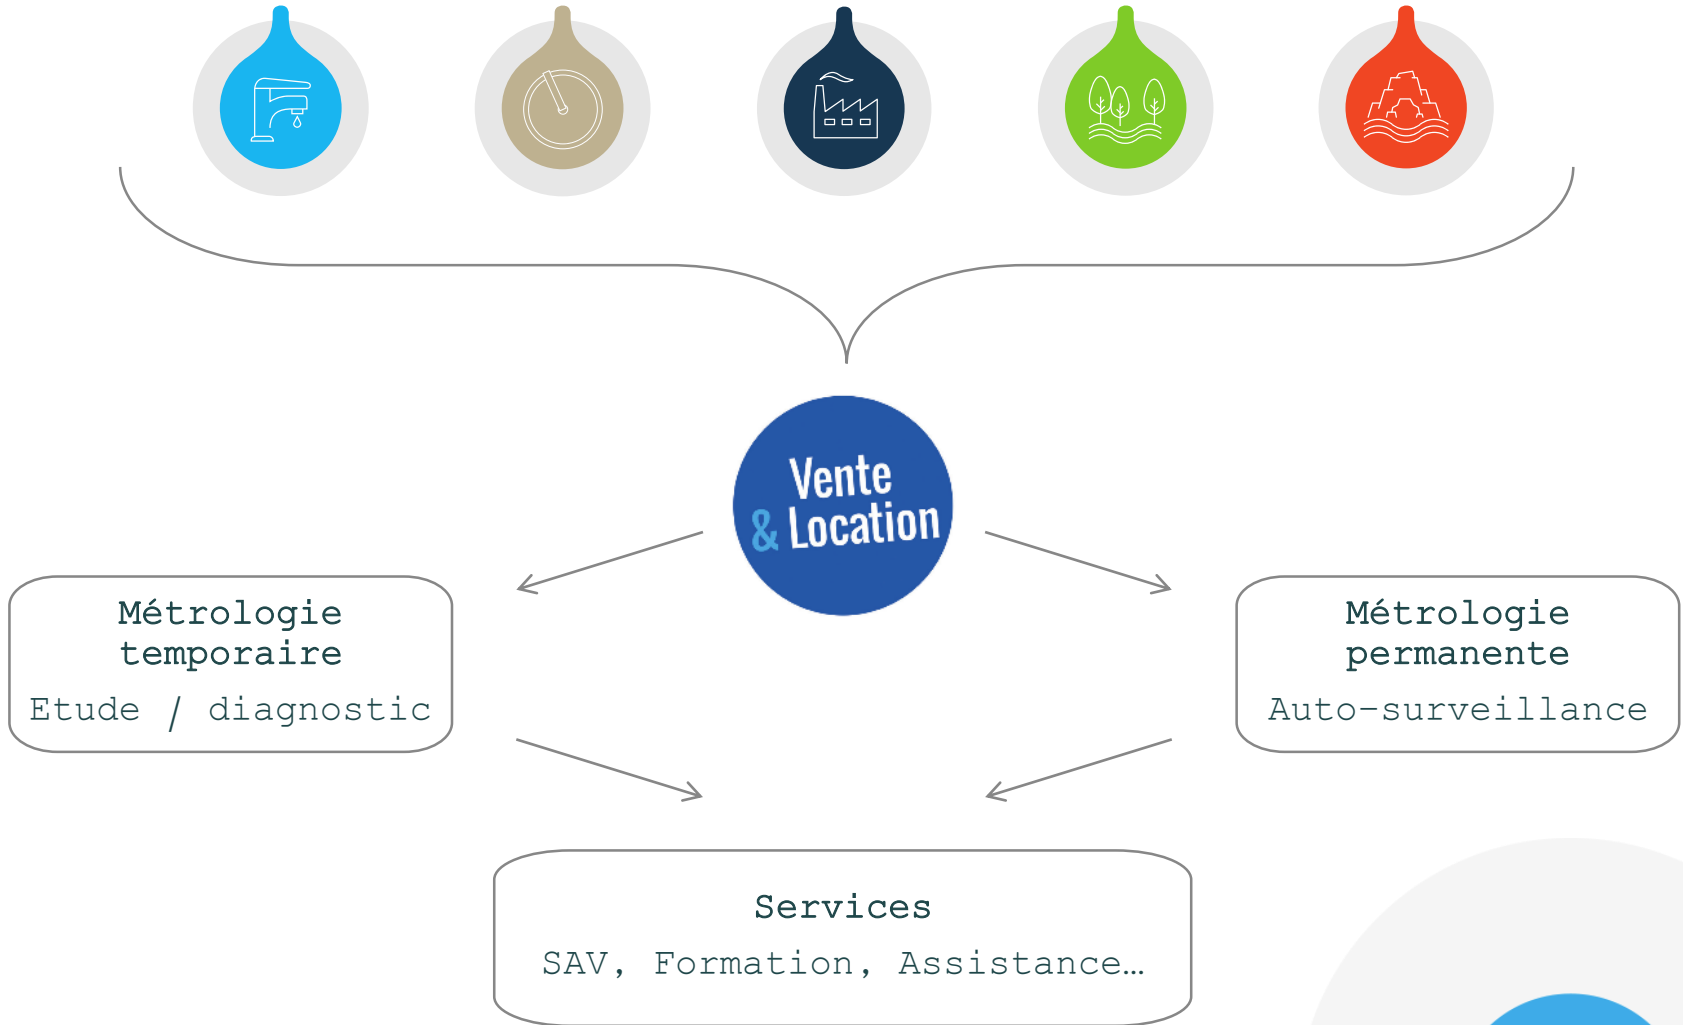 Vente
& Location
Métrologie
temporaire
Etude / diagnostic
Métrologie
permanente
Auto-surveillance
Services
SAV, Formation, Assistance…